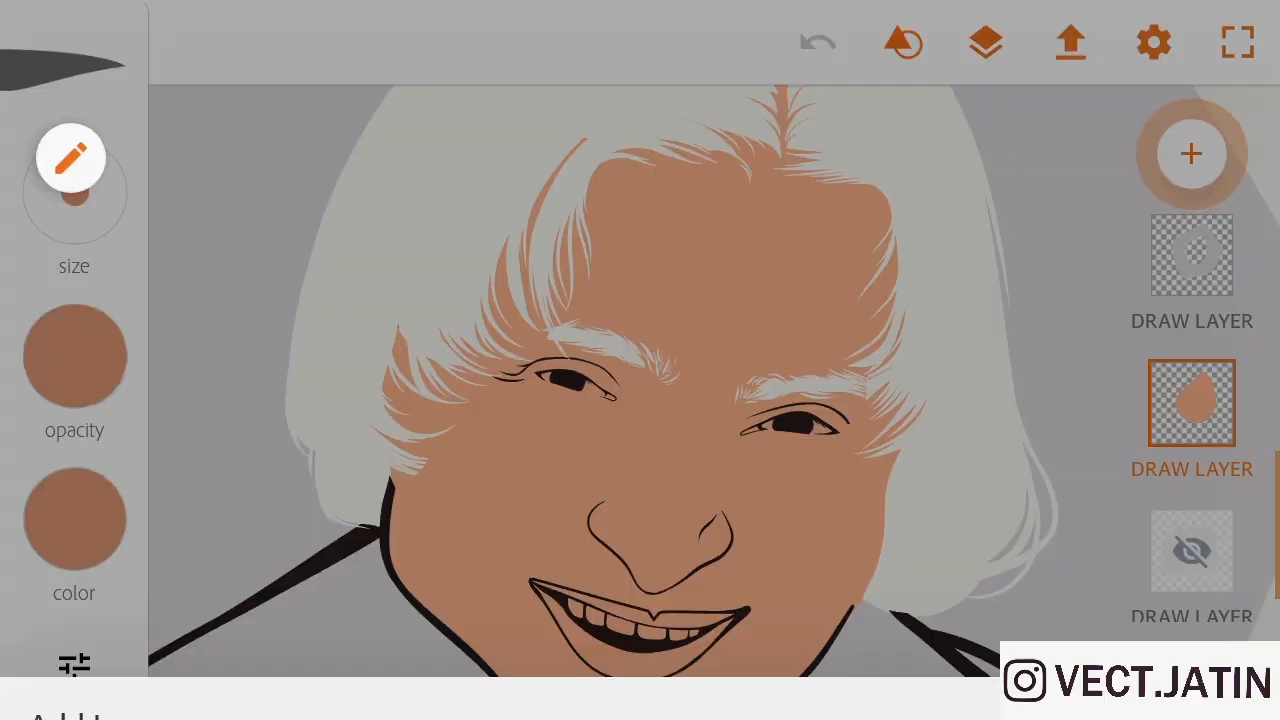 size
opacity
color
DRAW LAYER
DRAW LAYER
DRAW LAYER
VECT.JATIN